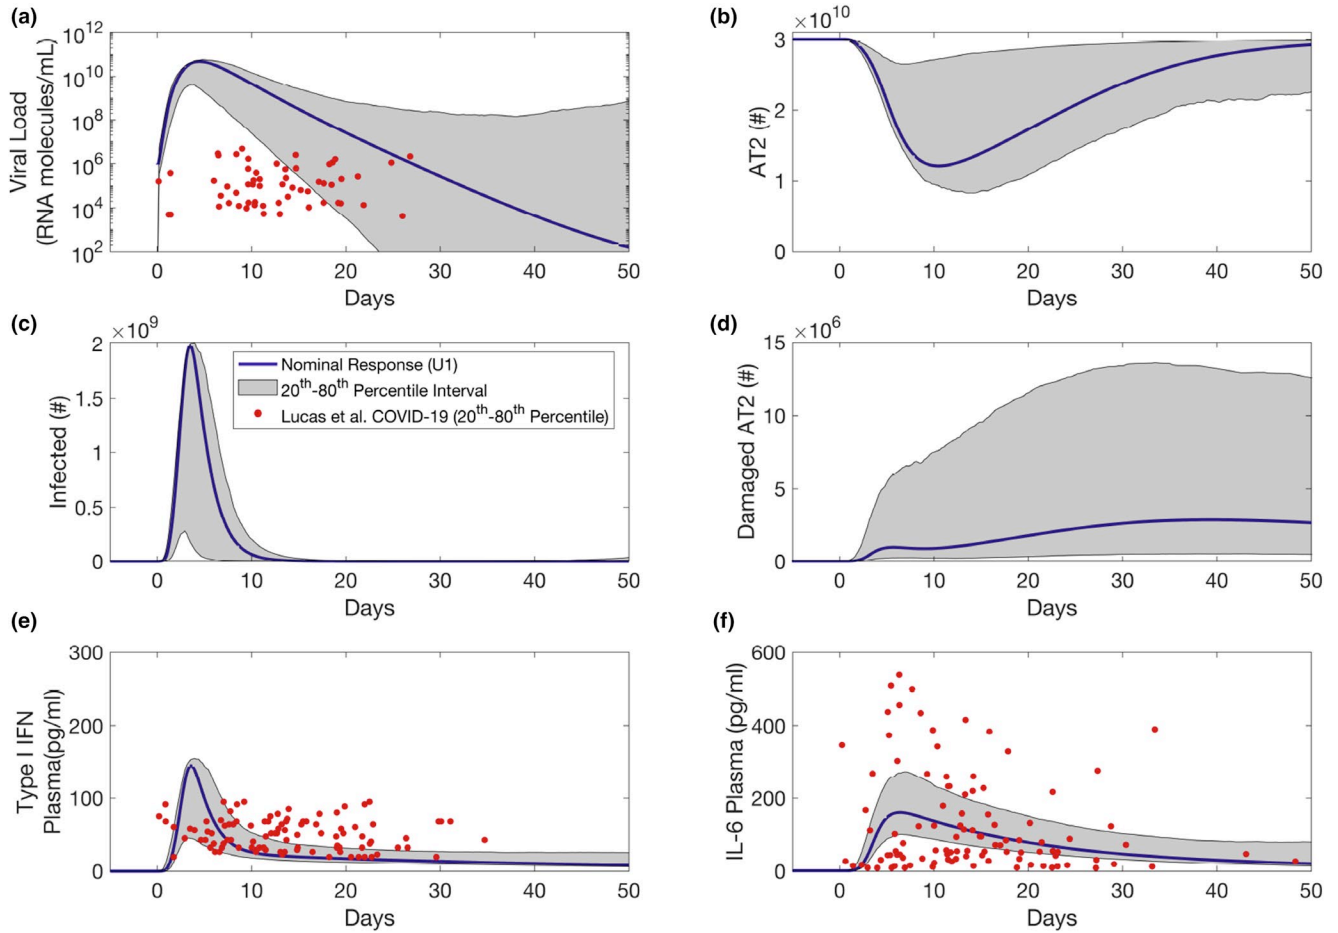 (a)
Viral Load
(RNA molecules/mL)
10^12
10^10
10^8
10^6
10^4
10^2
0 10 20 30 40 50
Days
(b)
×10^10
AT2 (#)
3
2
1
0
0 10 20 30 40 50
Days
(c)
×10^9
Infected (#)
2
1.5
1
0.5
0
Nominal Response (U1)
20th-80th Percentile Interval
Lucas et al. COVID-19 (20th-80th Percentile)
0 10 20 30 40 50
Days
(d)
×10^6
Damaged AT2 (#)
15
10
5
0
0 10 20 30 40 50
Days
(e)
Type I IFN
Plasma(pg/ml)
300
200
100
0
0 10 20 30 40 50
Days
(f)
IL-6 Plasma (pg/ml)
600
400
200
0
0 10 20 30 40 50
Days